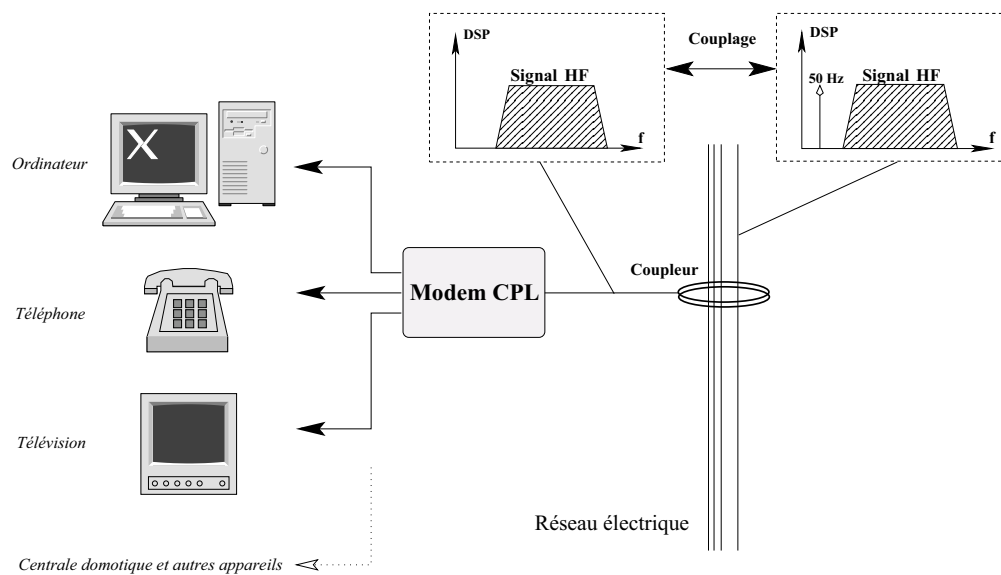 DSP
Signal HF
f
Couplage
DSP
50 Hz
Signal HF
f
Ordinateur
X
Coupleur
Modem CPL
Téléphone
Télévision
Réseau électrique
Centrale domotique et autres appareils